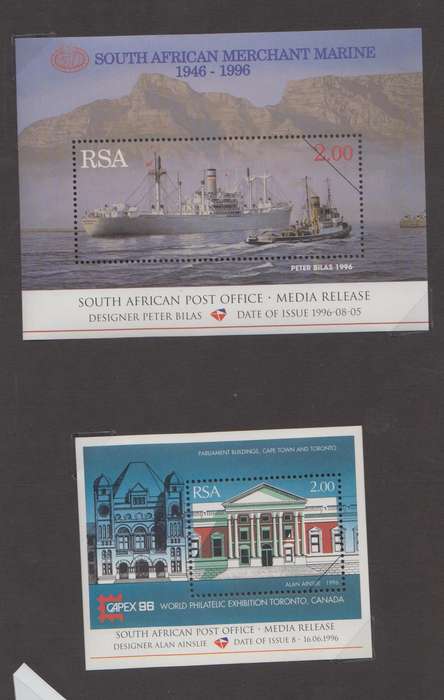 SOUTH AFRICAN MERCHANT MARINE
1946 - 1996
RSA 2.00
PETER BILAS 1996
SOUTH AFRICAN POST OFFICE · MEDIA RELEASE
DESIGNER PETER BILAS DATE OF ISSUE 1996-08-05
PARLIAMENT BUILDINGS, CAPE TOWN AND TORONTO
RSA 2.00
ALAN AINSLIE 1996
CAPEX 96 WORLD PHILATELIC EXHIBITION TORONTO, CANADA
SOUTH AFRICAN POST OFFICE · MEDIA RELEASE
DESIGNER ALAN AINSLIE DATE OF ISSUE 8 - 16.06.1996